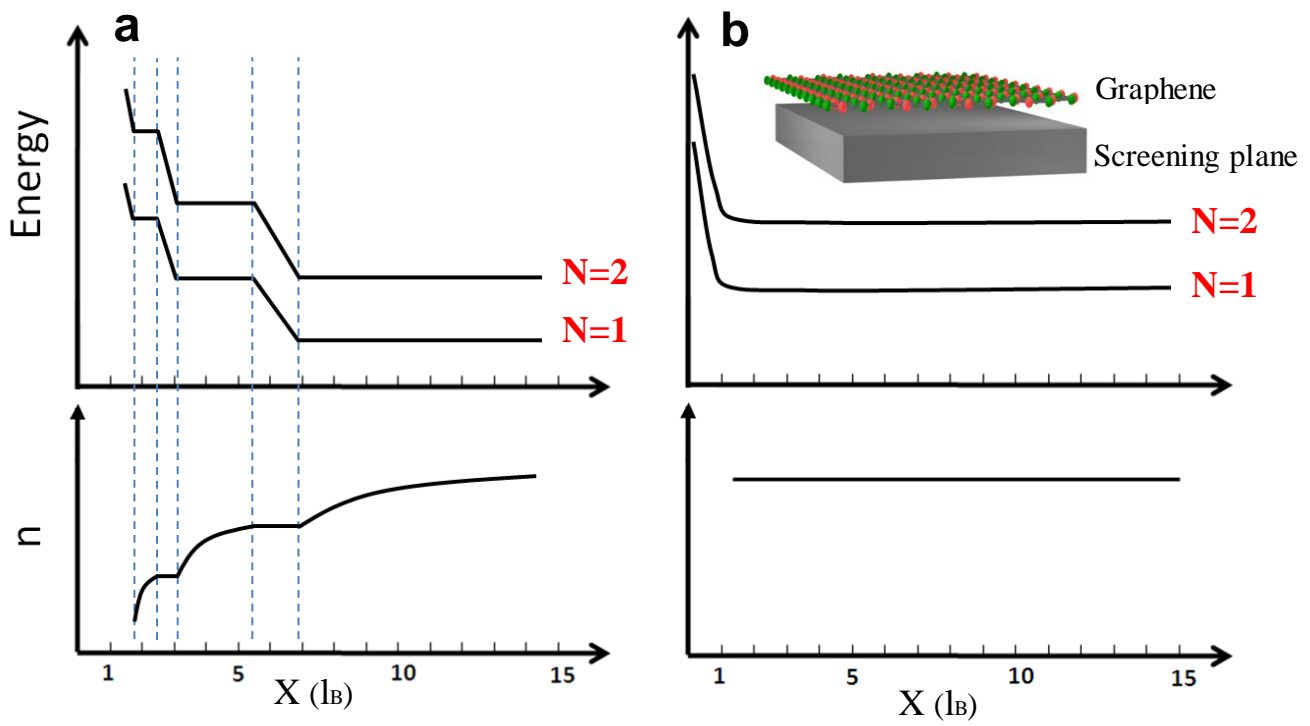 a
Energy
N=2
N=1
n
1 5 10 15
X (lB)
b
Graphene
Screening plane
N=2
N=1
1 5 10 15
X (lB)